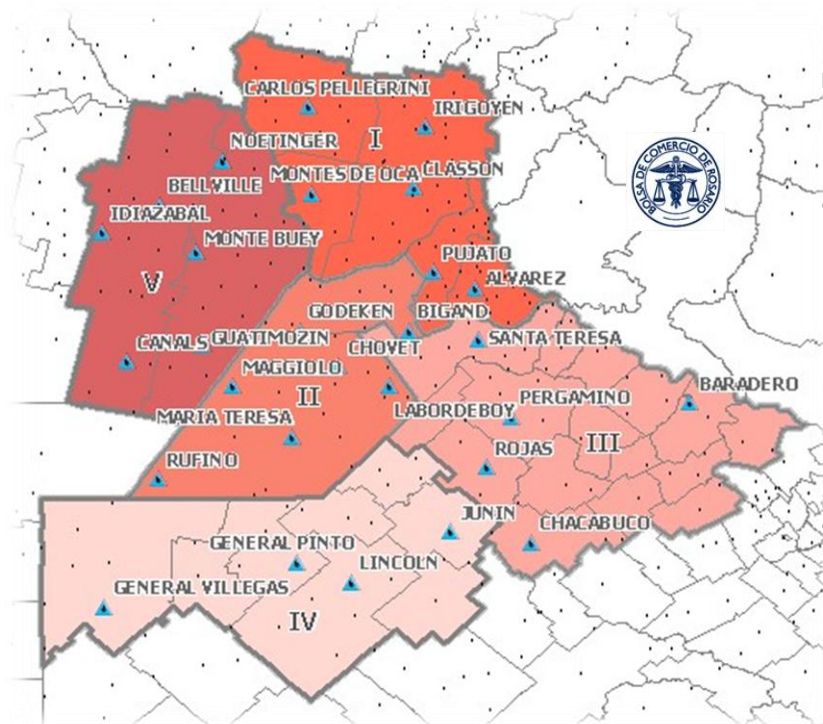 CARLOS PELLEGRINI
IRIGOYEN
I
NOETINGER
BELLVILLE
MONTES DE OCA
CLASSON
IDIAZABAL
MONTE BUEY
V
PUJATO
ALVAREZ
GODEKEN
BIGAND
CANALS
GUATIMOZIN
CHOVET
SANTA TERESA
MAGGIOLO
II
BARADERO
MARIA TERESA
LABORDEBOY
PERGAMINO
III
RUFINO
ROJAS
JUNIN
CHACABUCO
GENERAL PINTO
LINCOLN
GENERAL VILLEGAS
IV
BOLSA DE COMERCIO DE ROSARIO